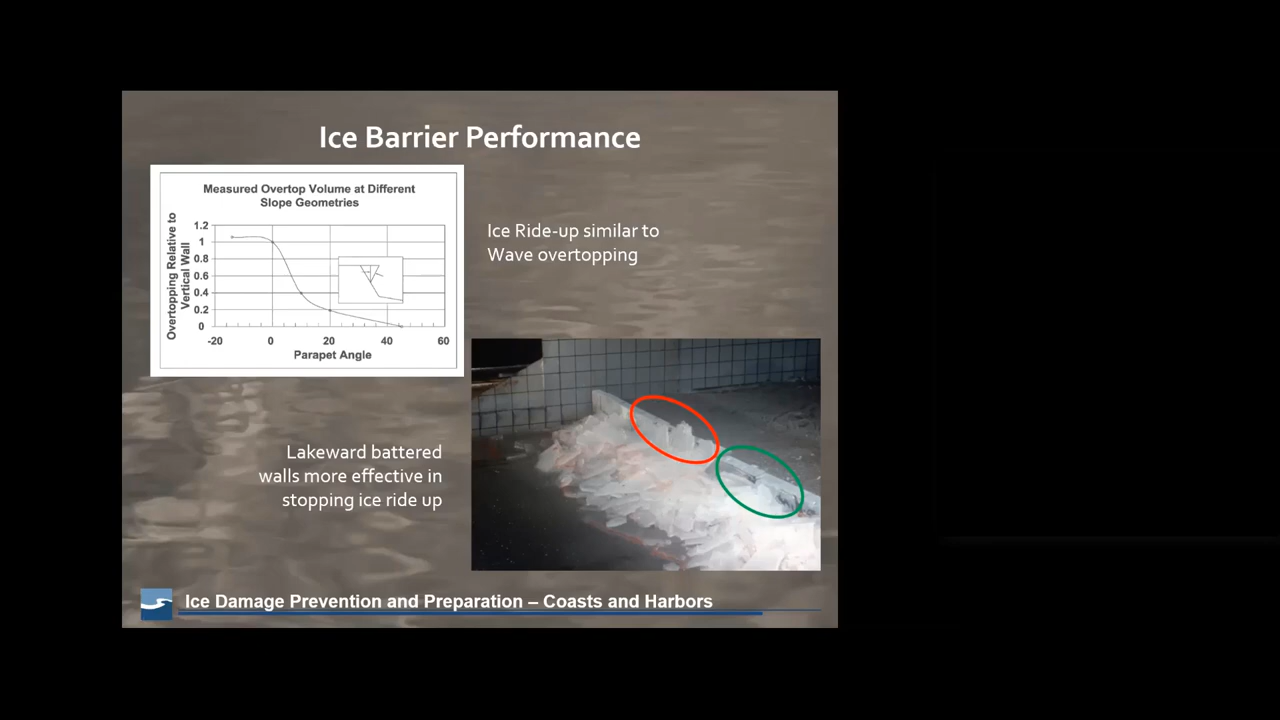 Ice Barrier Performance
Measured Overtop Volume at Different
Slope Geometries
Overtopping Relative to
Vertical Wall
1.2
1
0.8
0.6
0.4
0.2
0
-20
0
20
40
60
Parapet Angle
Ice Ride-up similar to
Wave overtopping
Lakeward battered
walls more effective in
stopping ice ride up
Ice Damage Prevention and Preparation – Coasts and Harbors